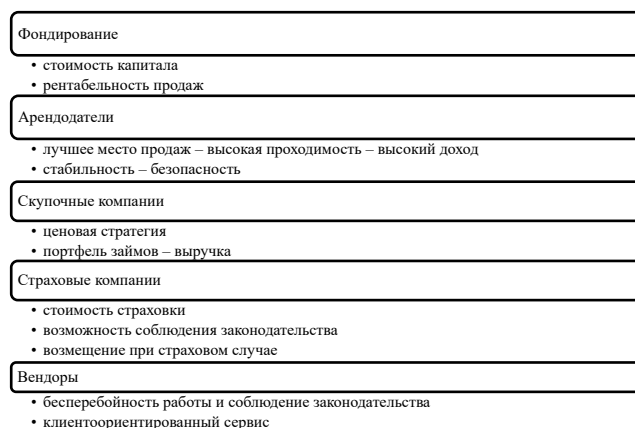 Фондирование
• стоимость капитала
• рентабельность продаж
Арендодатели
• лучшее место продаж – высокая проходимость – высокий доход
• стабильность – безопасность
Скупочные компании
• ценовая стратегия
• портфель займов – выручка
Страховые компании
• стоимость страховки
• возможность соблюдения законодательства
• возмещение при страховом случае
Вендоры
• бесперебойность работы и соблюдение законодательства
• клиентоориентированный сервис